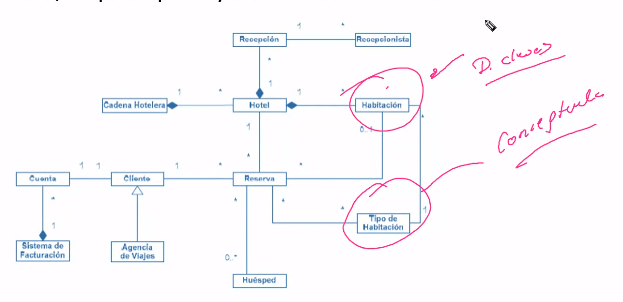 1
*
Recepción
Recepcionista
*
1
1
*
1
*
Cadena Hotelera
Hotel
Habitación
D. clases
1
0..1
*
Conceptuales
*
*
1
1
1
*
Cuenta
Cliente
Reserva
*
*
*
*
1
1
Tipo de
Habitación
Sistema de
Facturación
Agencia
de Viajes
0..*
Huésped